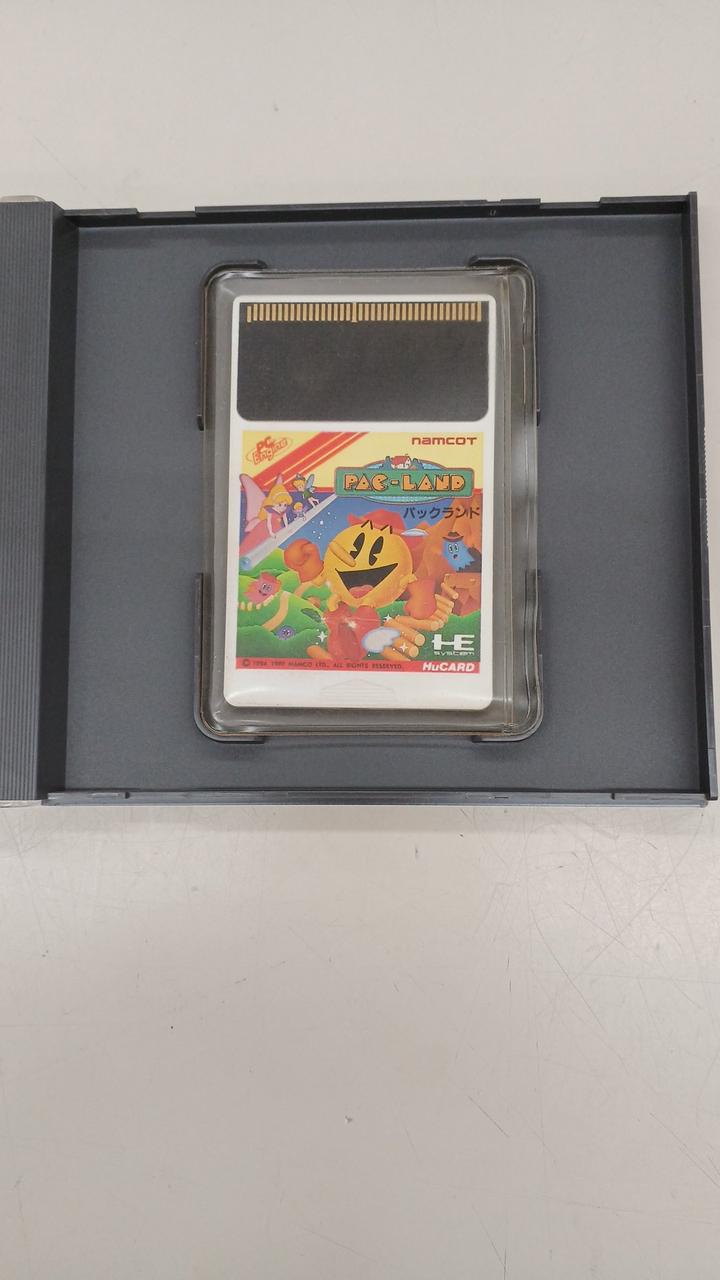 PC Engine
namcoT
PAC-LAND
パックランド
HE
SYSTEM
© 1984 1989 NAMCO LTD., ALL RIGHTS RESERVED.
HuCARD